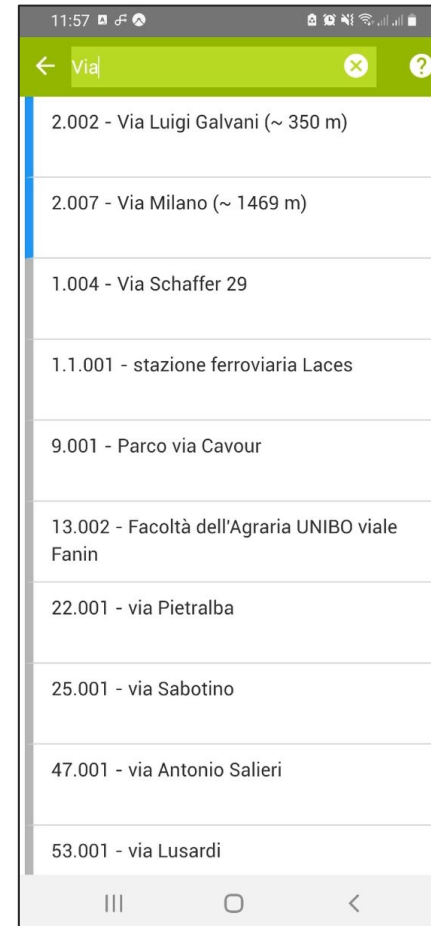 11:57
Via
?
2.002 - Via Luigi Galvani (~ 350 m)
2.007 - Via Milano (~ 1469 m)
1.004 - Via Schaffer 29
1.1.001 - stazione ferroviaria Laces
9.001 - Parco via Cavour
13.002 - Facoltà dell'Agraria UNIBO viale
Fanin
22.001 - via Pietralba
25.001 - via Sabotino
47.001 - via Antonio Salieri
53.001 - via Lusardi